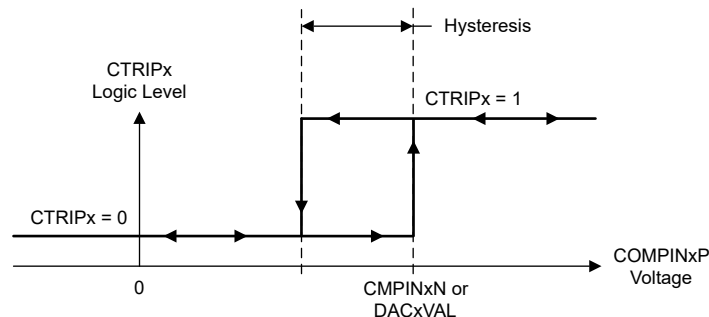 Hysteresis
CTRIPx
Logic Level
CTRIPx = 1
CTRIPx = 0
COMPINxP
Voltage
0
CMPINxN or
DACxVAL